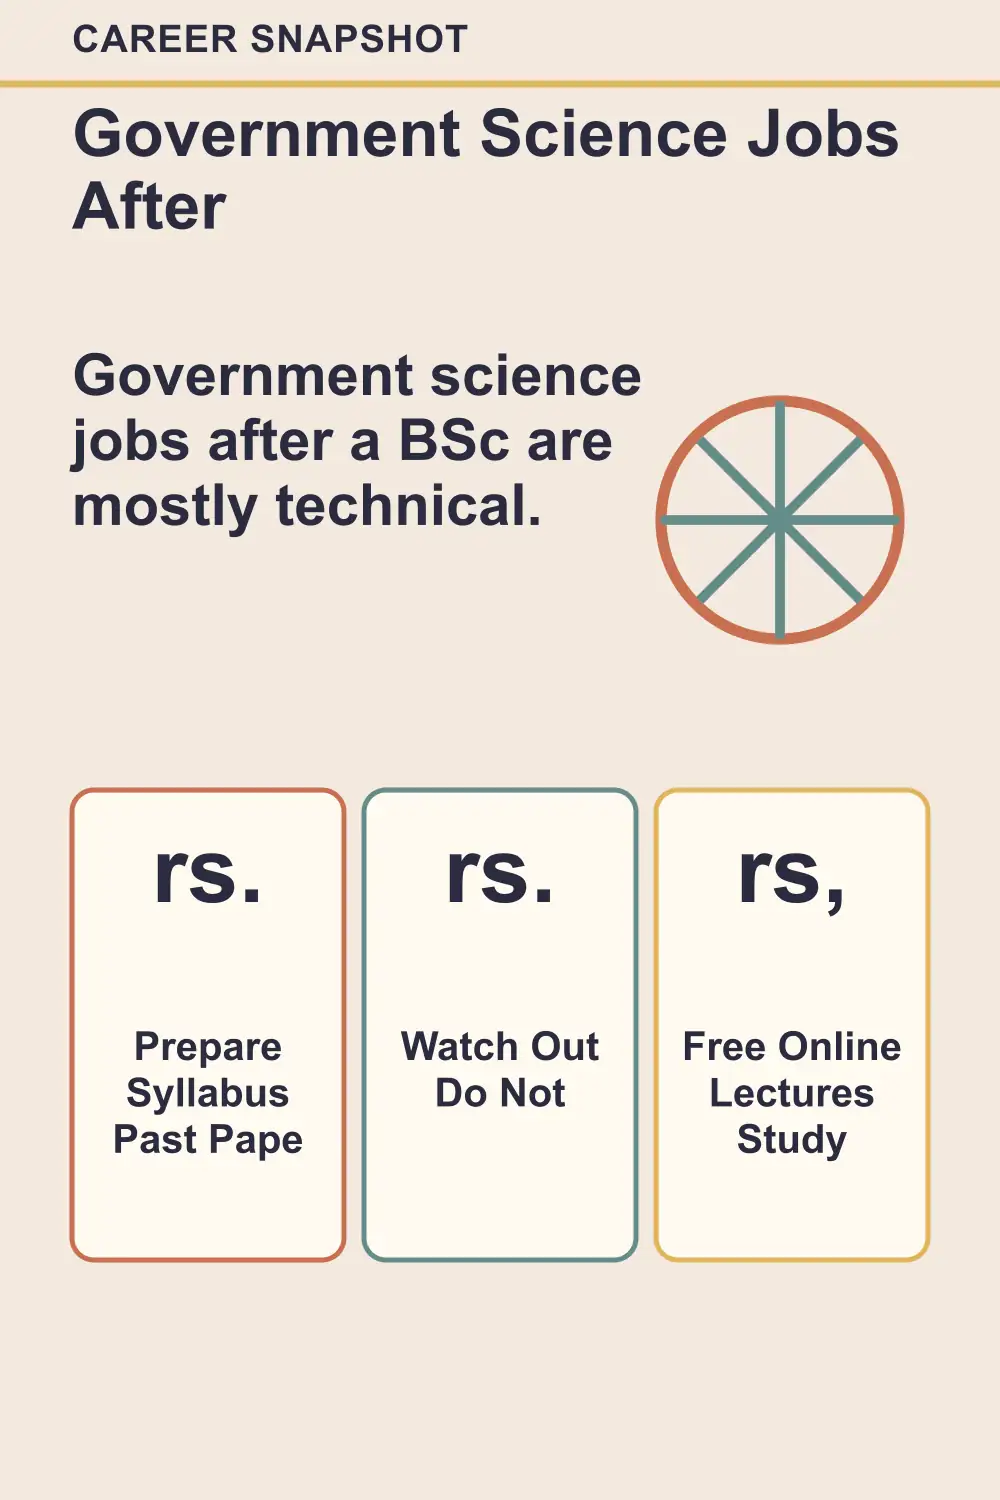 CAREER SNAPSHOT
Government Science Jobs
After
Government science
jobs after a BSc are
mostly technical.
rs.
Prepare
Syllabus
Past Pape
rs.
Watch Out
Do Not
rs,
Free Online
Lectures
Study